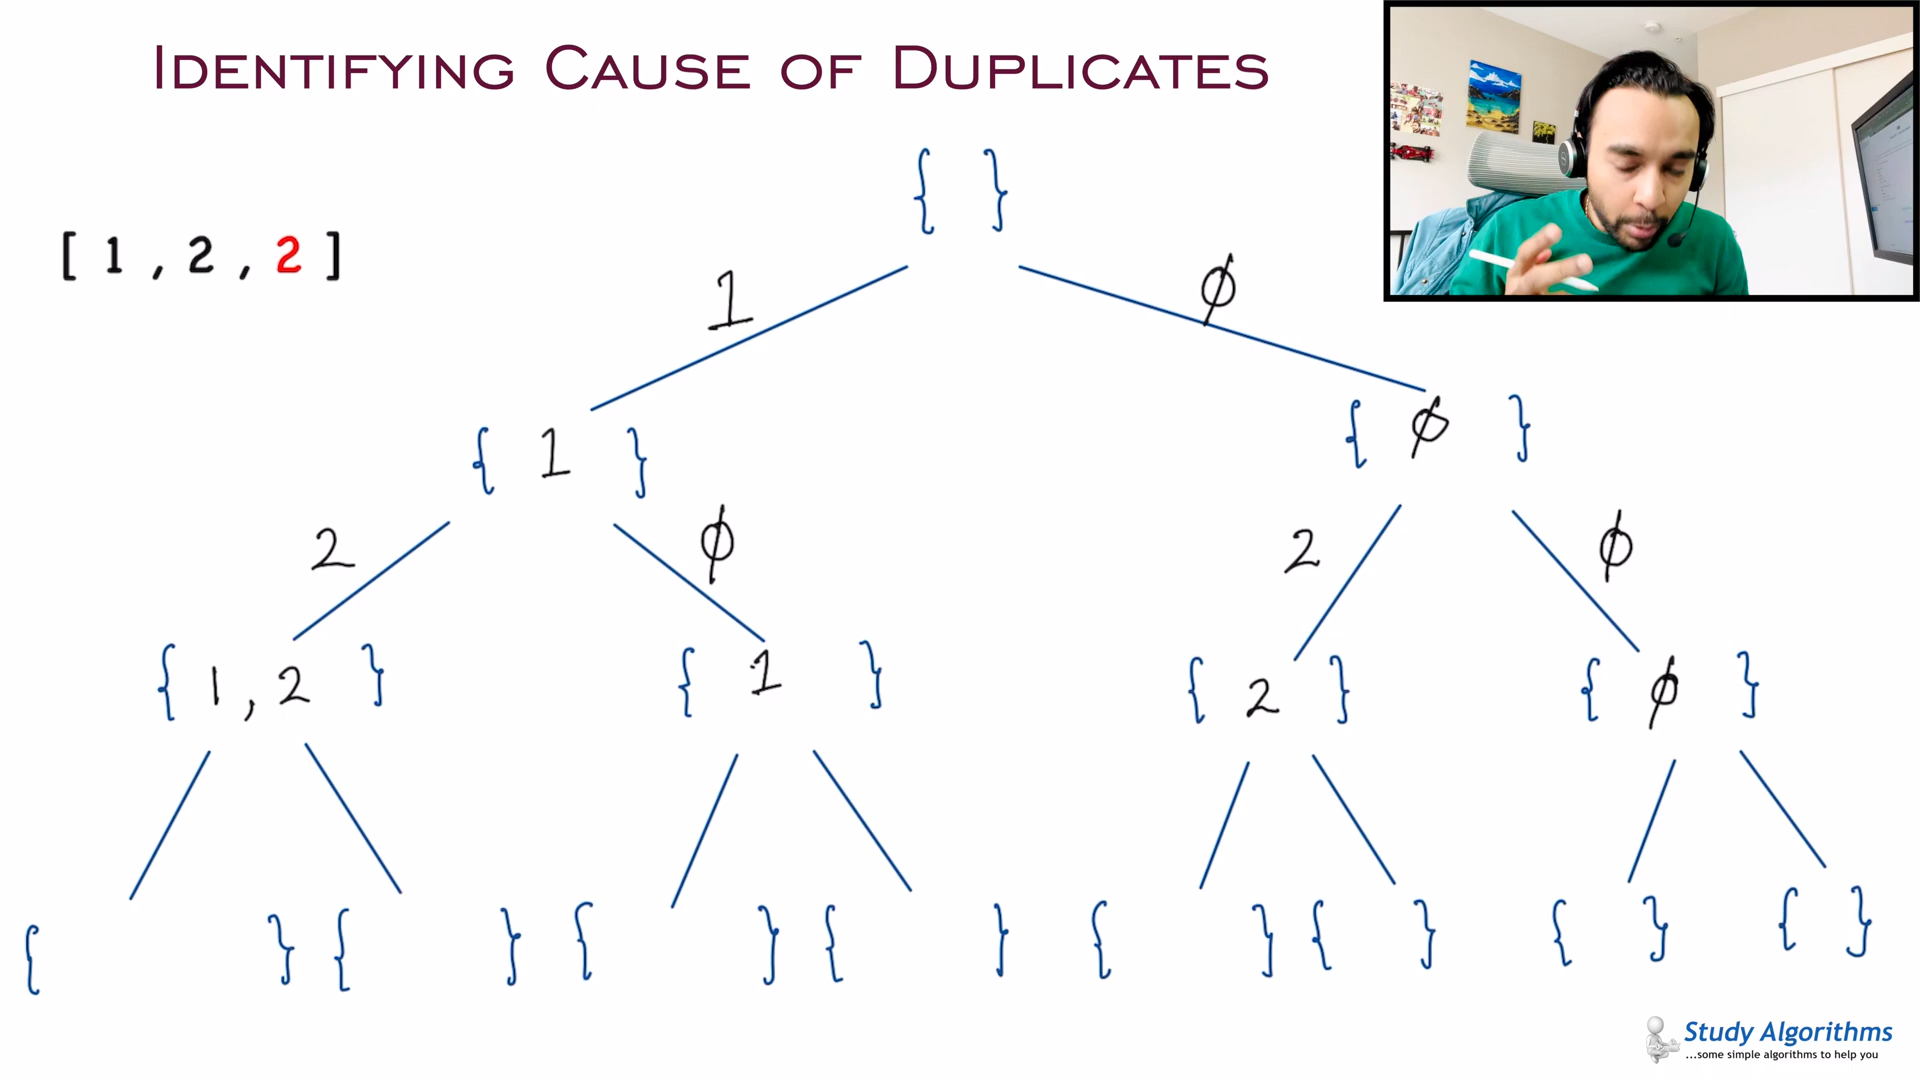 IDENTIFYING CAUSE OF DUPLICATES
{ }
[ 1 , 2 , 2 ]
1 ϕ
{ 1 } { ϕ }
2 ϕ 2 ϕ
{ 1 , 2 } { 1 } { 2 } { ϕ }
{ } { } { } { } { } { } { } { }
Study Algorithms
...some simple algorithms to help you